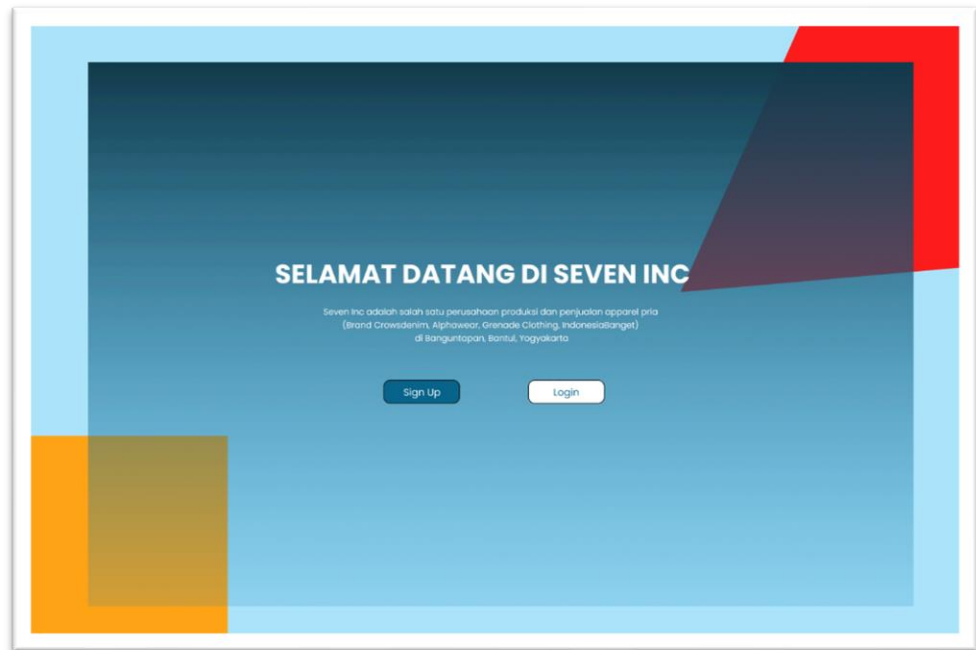 SELAMAT DATANG DI SEVEN INC
Seven Inc adalah salah satu perusahaan produksi dan penjualan apparel pria
(Brand Crowsdenim, Alphawear, Grenade Clothing, IndonesiaBanget)
di Banguntapan, Bantul, Yogyakarta
Sign Up
Login